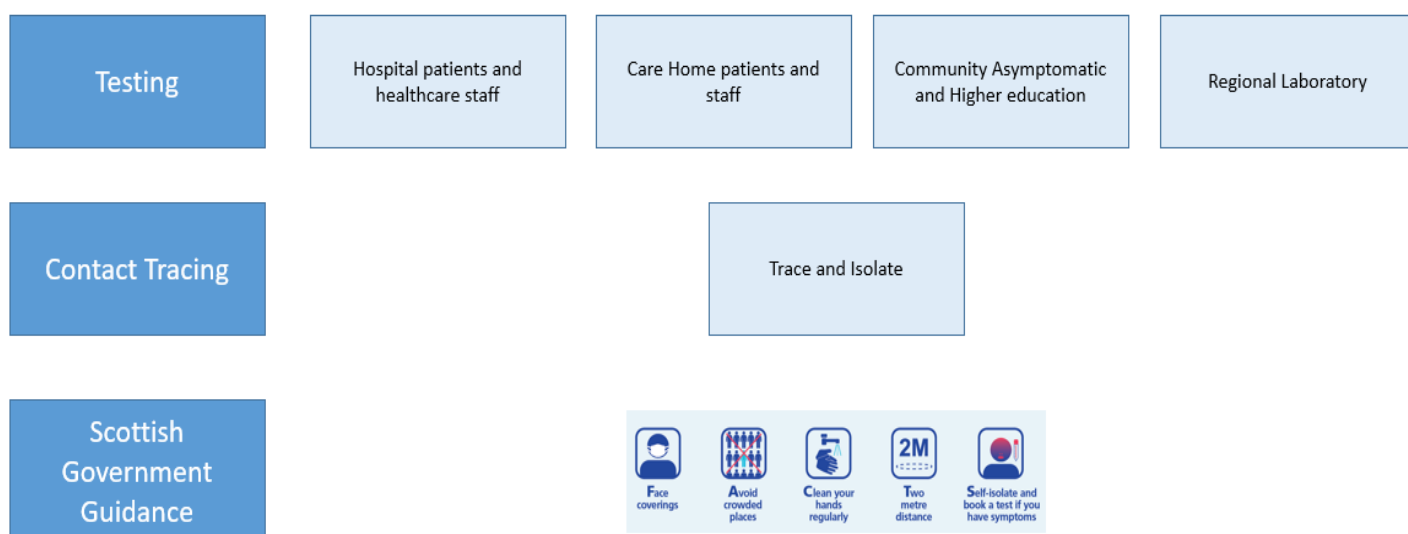 Testing
Hospital patients and
healthcare staff
Care Home patients and
staff
Community Asymptomatic
and Higher education
Regional Laboratory
Contact Tracing
Trace and Isolate
Scottish
Government
Guidance
Face
coverings
Avoid
crowded
places
Clean your
hands
regularly
2M
Two
metre
distance
Self-isolate and
book a test if you
have symptoms